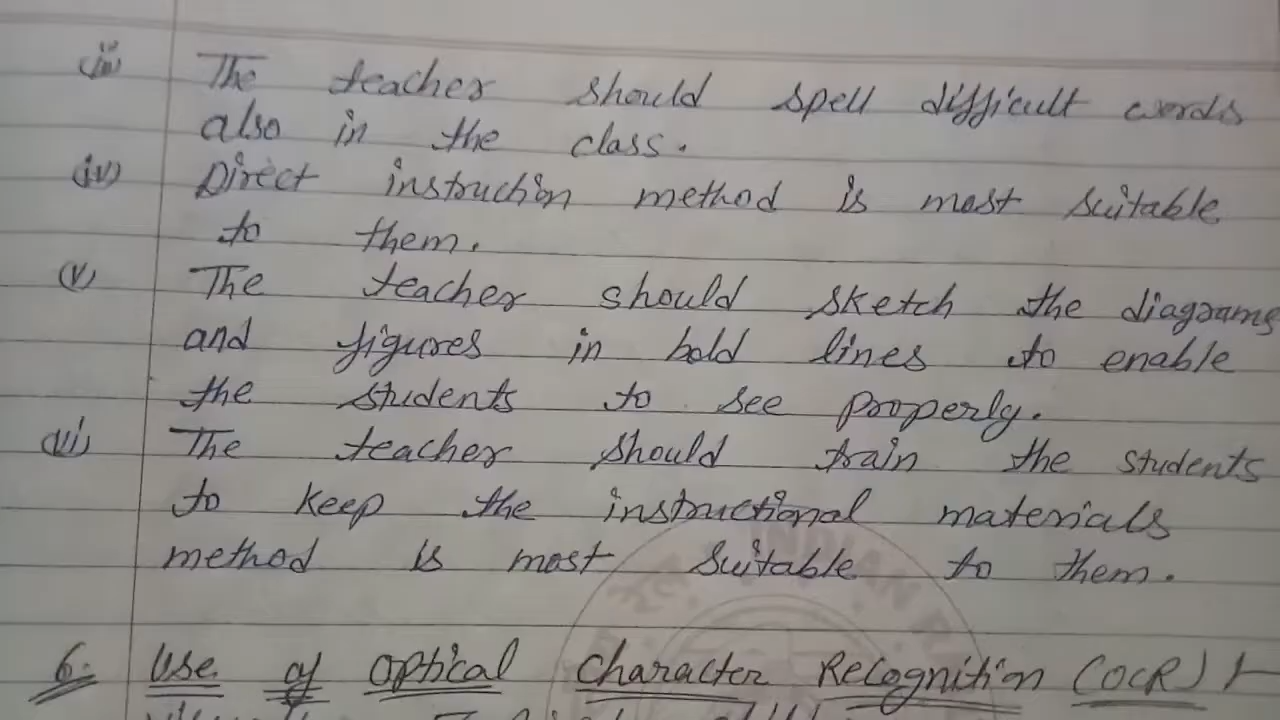 (iii) The teacher should spell difficult words
also in the class.
(iv) Direct instruction method is most suitable
to them.
(v) The teacher should sketch the diagrams
and figures in bold lines to enable
the students to see properly.
(vi) The teacher should train the students
to keep the instructional materials
method is most suitable to them.
INDIAN
6. Use of Optical Character Recognition (OCR) :-